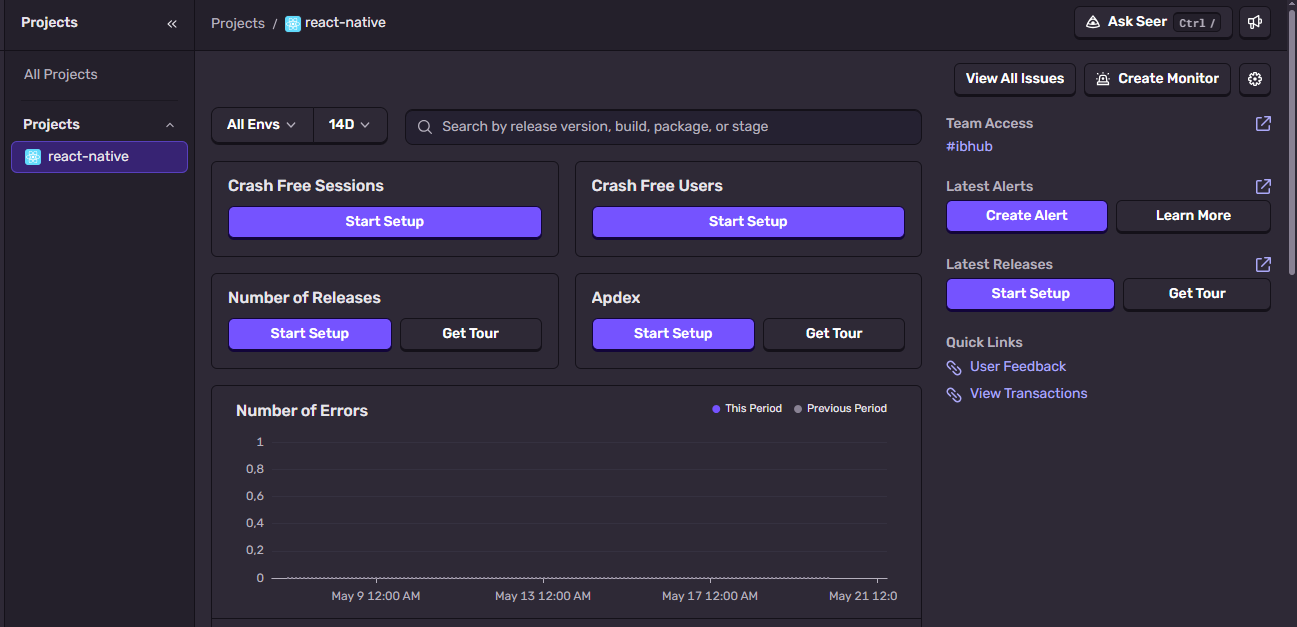 Projects
Projects / react-native
Ask Seer Ctrl /
All Projects
View All Issues
Create Monitor
Projects
react-native
All Envs
14D
Search by release version, build, package, or stage
Crash Free Sessions
Start Setup
Crash Free Users
Start Setup
Number of Releases
Start Setup
Get Tour
Apdex
Start Setup
Get Tour
Number of Errors
This Period
Previous Period
1
0,8
0,6
0,4
0,2
0
May 9 12:00 AM
May 13 12:00 AM
May 17 12:00 AM
May 21 12:0
Team Access
#ibhub
Latest Alerts
Create Alert
Learn More
Latest Releases
Start Setup
Get Tour
Quick Links
User Feedback
View Transactions